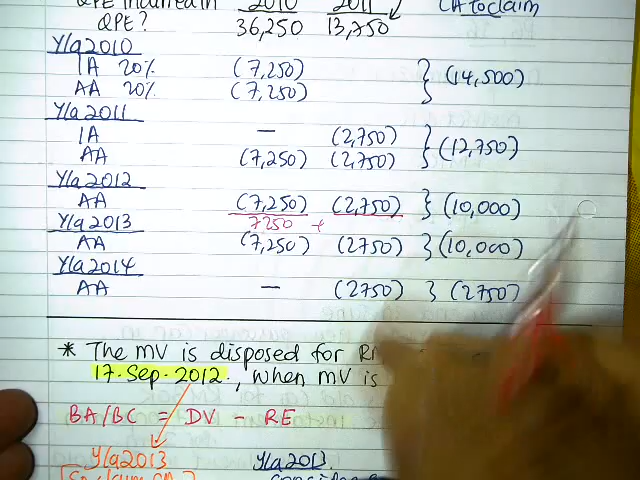 QPE incurred in 2010 2011 CA to claim
QPE? 36,250 13,750
Y/a 2010
IA 20% (7,250) } (14,500)
AA 20% (7,250)
Y/a 2011
IA — (2,750) } (12,750)
AA (7,250) (2,750)
Y/a 2012
AA (7,250) (2,750) } (10,000)
7250 +
Y/a 2013
AA (7,250) (2750) } (10,000)
Y/a 2014
AA — (2750) } (2750)
* The MV is disposed for
17.Sep.2012, when MV is
BA/BC = DV - RE
Y/a 2013 Y/a 2013